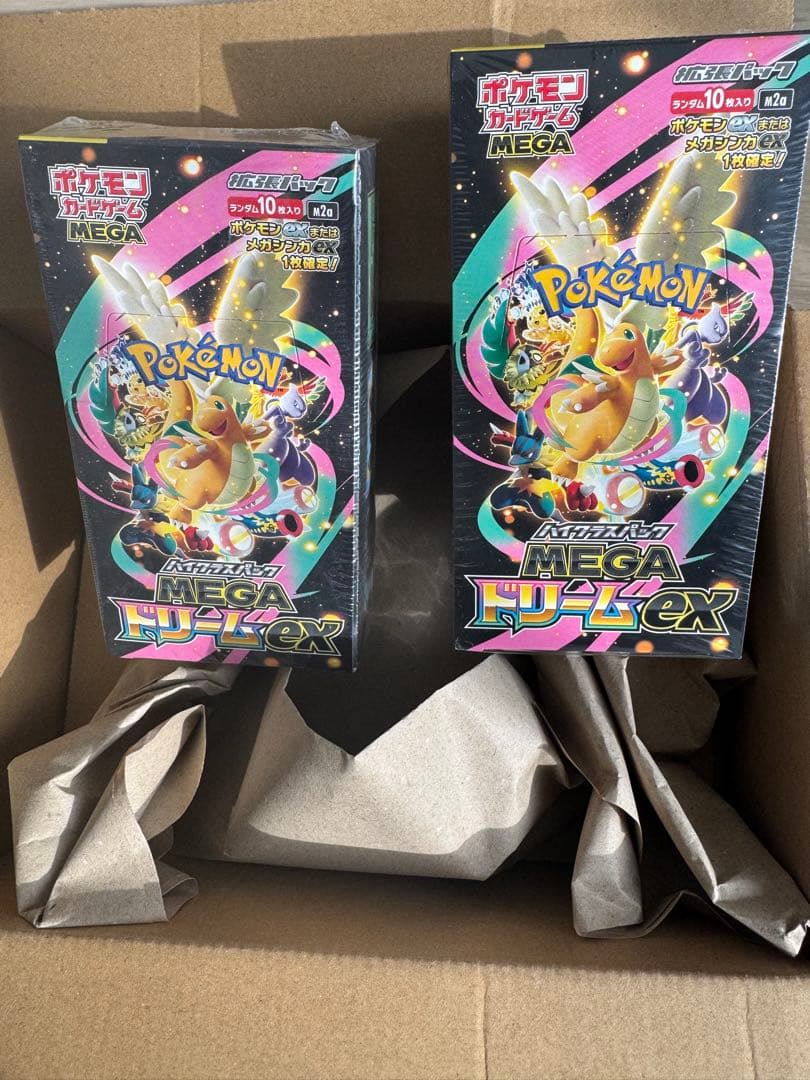 ポケモン
カードゲーム
MEGA
拡張パック
ランダム10枚入り
M2a
ポケモンexまたは
メガシンカex
1枚確定!
POKÉMON
ハイクラスパック
MEGA
ドリームex
ポケモン
カードゲーム
MEGA
拡張パック
ランダム10枚入り
M2a
ポケモンexまたは
メガシンカex
1枚確定!
POKÉMON
ハイクラスパック
MEGA
ドリームex